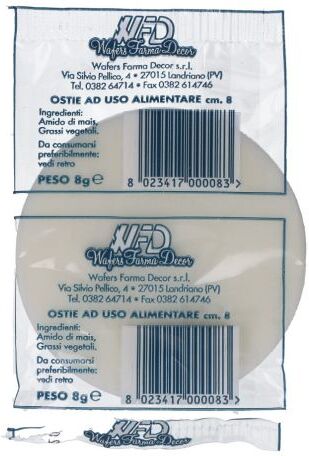 WFD
Wafers Farma Decor
Wafers Farma Decor s.r.l.
Via Silvio Pellico, 4 • 27015 Landriano (PV)
Tel. 0382 64714 • Fax 0382 614746
OSTIE AD USO ALIMENTARE cm. 8
Ingredienti:
Amido di mais,
Grassi vegetali.
Da consumarsi
preferibilmente:
vedi retro
PESO 8g e
8 023417 000083 >
WFD
Wafers Farma Decor
Wafers Farma Decor s.r.l.
Via Silvio Pellico, 4 • 27015 Landriano (PV)
Tel. 0382 64714 • Fax 0382 614746
OSTIE AD USO ALIMENTARE cm. 8
Ingredienti:
Amido di mais,
Grassi vegetali.
Da consumarsi
preferibilmente:
vedi retro
PESO 8g e
8 023417 000083 >